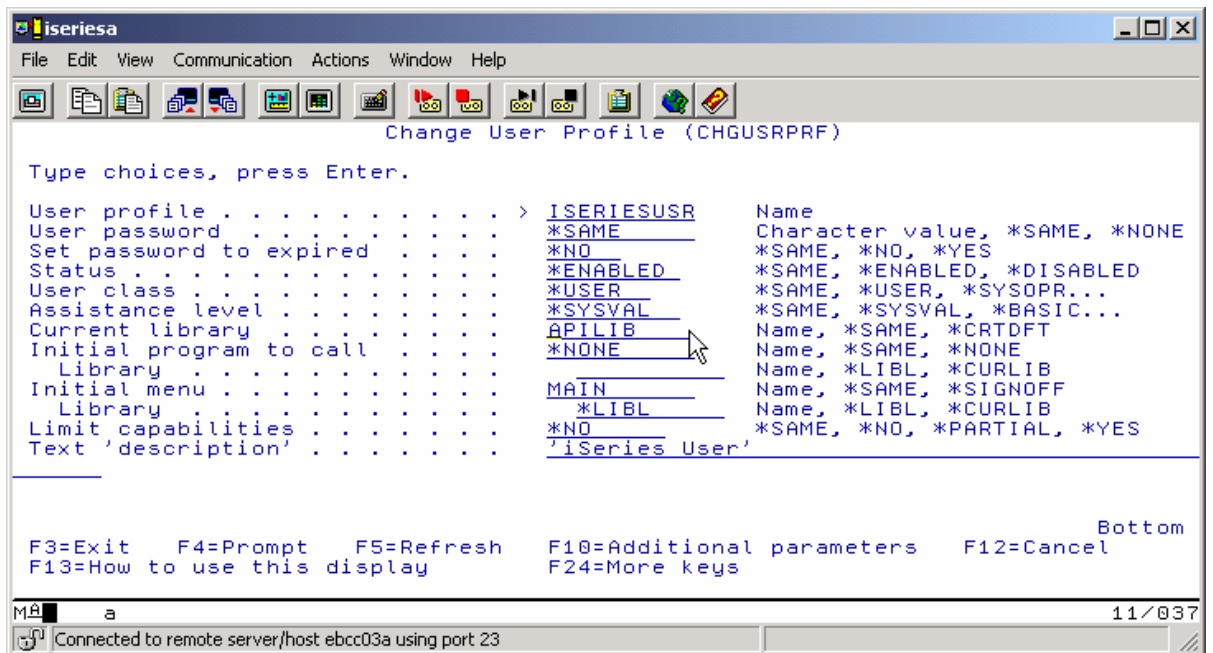 iseriesa
File Edit View Communication Actions Window Help
Change User Profile (CHGUSRPRF)
Type choices, press Enter.
User profile . . . . . . . . . . . > ISERIESUSR Name
User password . . . . . . . . . *SAME Character value, *SAME, *NONE
Set password to expired . . . . *NO *SAME, *NO, *YES
Status . . . . . . . . . . . . . *ENABLED *SAME, *ENABLED, *DISABLED
User class . . . . . . . . . . . *USER *SAME, *USER, *SYSOPR...
Assistance level . . . . . . . . *SYSVAL *SAME, *SYSVAL, *BASIC...
Current library . . . . . . . . APILIB Name, *SAME, *CRTDFT
Initial program to call . . . . *NONE Name, *SAME, *NONE
Library . . . . . . . . . . . Name, *LIBL, *CURLIB
Initial menu . . . . . . . . . . MAIN Name, *SAME, *SIGNOFF
Library . . . . . . . . . . . *LIBL Name, *LIBL, *CURLIB
Limit capabilities . . . . . . . *NO *SAME, *NO, *PARTIAL, *YES
Text 'description' . . . . . . . 'iSeries User'
Bottom
F3=Exit F4=Prompt F5=Refresh F10=Additional parameters F12=Cancel
F13=How to use this display F24=More keys
MA a 11/037
Connected to remote server/host ebcc03a using port 23